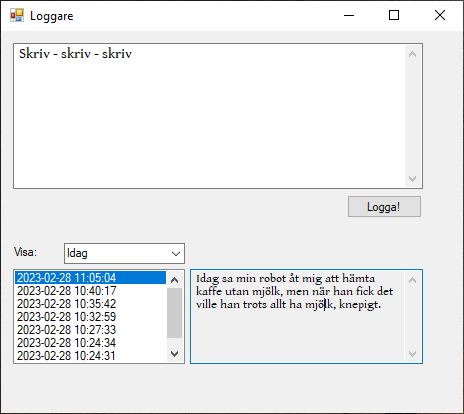 Loggare
Skriv - skriv - skriv
Logga!
Visa:
Idag
2023-02-28 11:05:04
2023-02-28 10:40:17
2023-02-28 10:35:42
2023-02-28 10:32:59
2023-02-28 10:27:33
2023-02-28 10:24:34
2023-02-28 10:24:31
Idag sa min robot åt mig att hämta
kaffe utan mjölk, men när han fick det
ville han trots allt ha mjölk, knepigt.